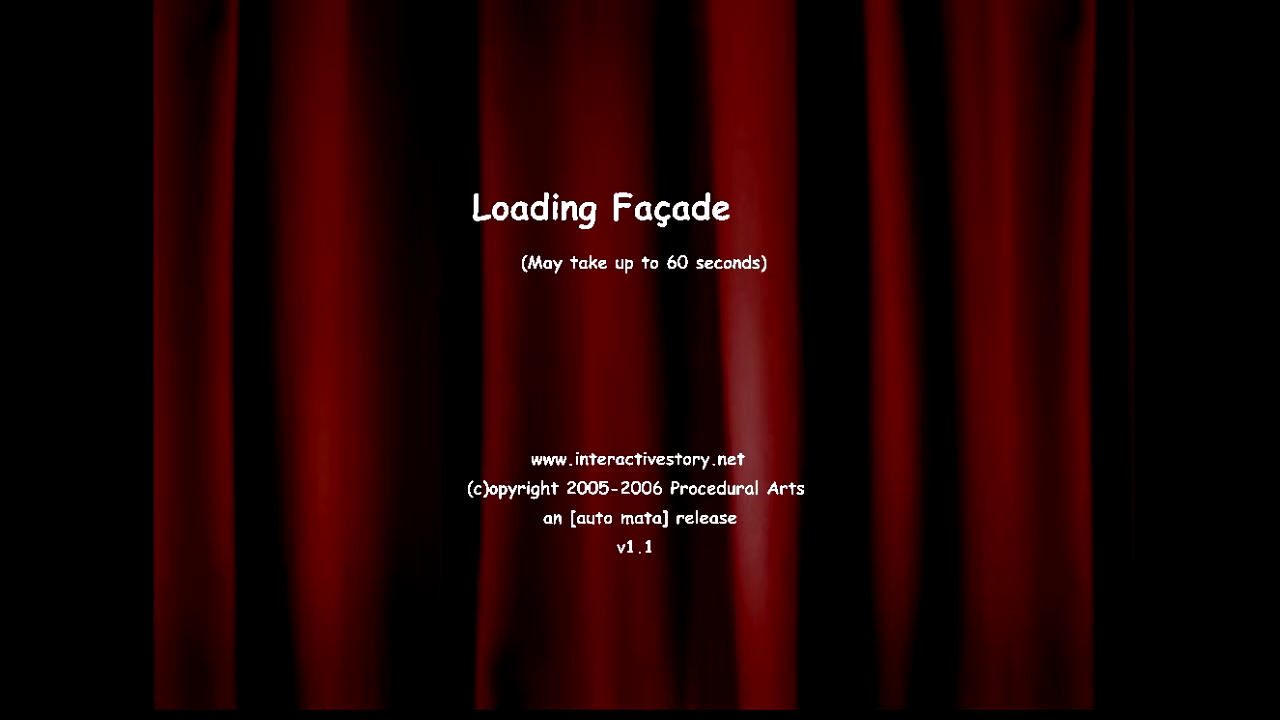 Loading Façade
(May take up to 60 seconds)
www.interactivestory.net
(c)opyright 2005-2006 Procedural Arts
an [auto mata] release
v1.1